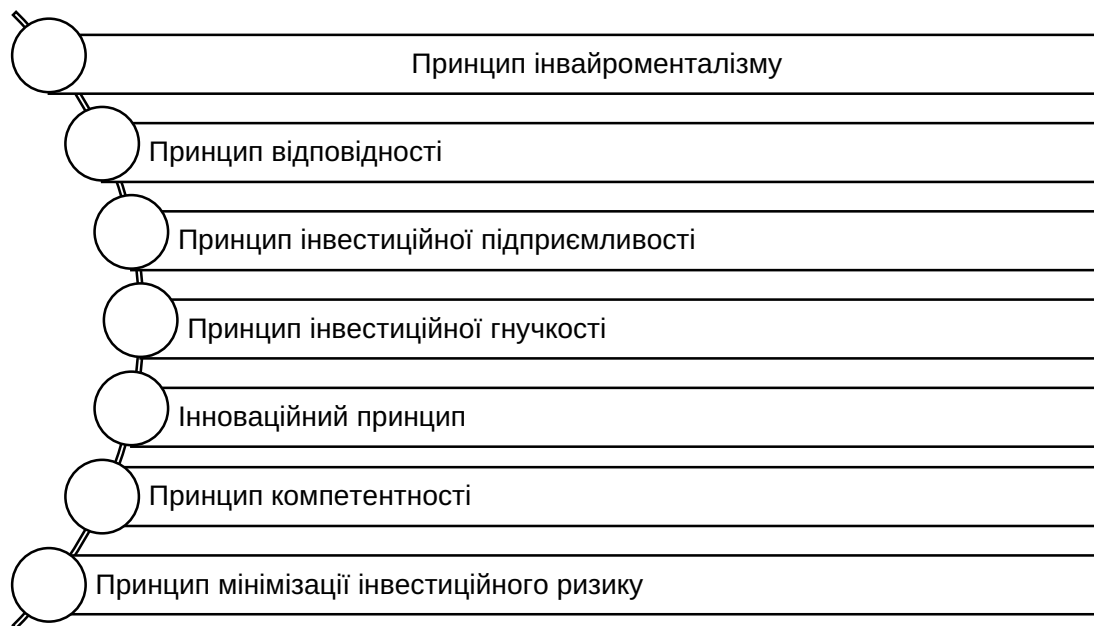 Принцип інвайроменталізму
Принцип відповідності
Принцип інвестиційної підприємливості
Принцип інвестиційної гнучкості
Інноваційний принцип
Принцип компетентності
Принцип мінімізації інвестиційного ризику